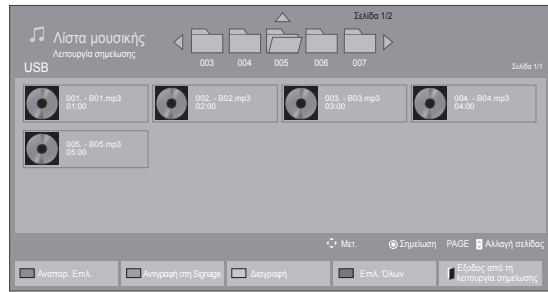 Σελίδα 1/2
Λίστα μουσικής
Λειτουργία σημείωσης
USB
003 004 005 006 007
Σελίδα 1/1
001. - B01.mp3
01:00
002. - B02.mp3
02:00
003. - B03.mp3
03:00
004. - B04.mp3
04:00
005. - B05.mp3
05:00
Μετ. Σημείωση PAGE Αλλαγή σελίδας
Αναπαρ. Επιλ. Αντιγραφή στη Signage Διαγραφή Επιλ. Όλων Έξοδος από τη
λειτουργία σημείωσης